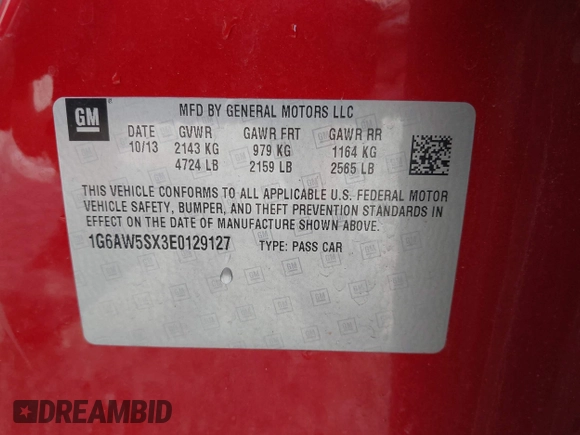 GM
MFD BY GENERAL MOTORS LLC
DATE GVWR GAWR FRT GAWR RR
10/13 2143 KG 979 KG 1164 KG
4724 LB 2159 LB 2565 LB
THIS VEHICLE CONFORMS TO ALL APPLICABLE U.S. FEDERAL MOTOR
VEHICLE SAFETY, BUMPER, AND THEFT PREVENTION STANDARDS IN
EFFECT ON THE DATE OF MANUFACTURE SHOWN ABOVE.
1G6AW5SX3E0129127 TYPE: PASS CAR
DREAMBID